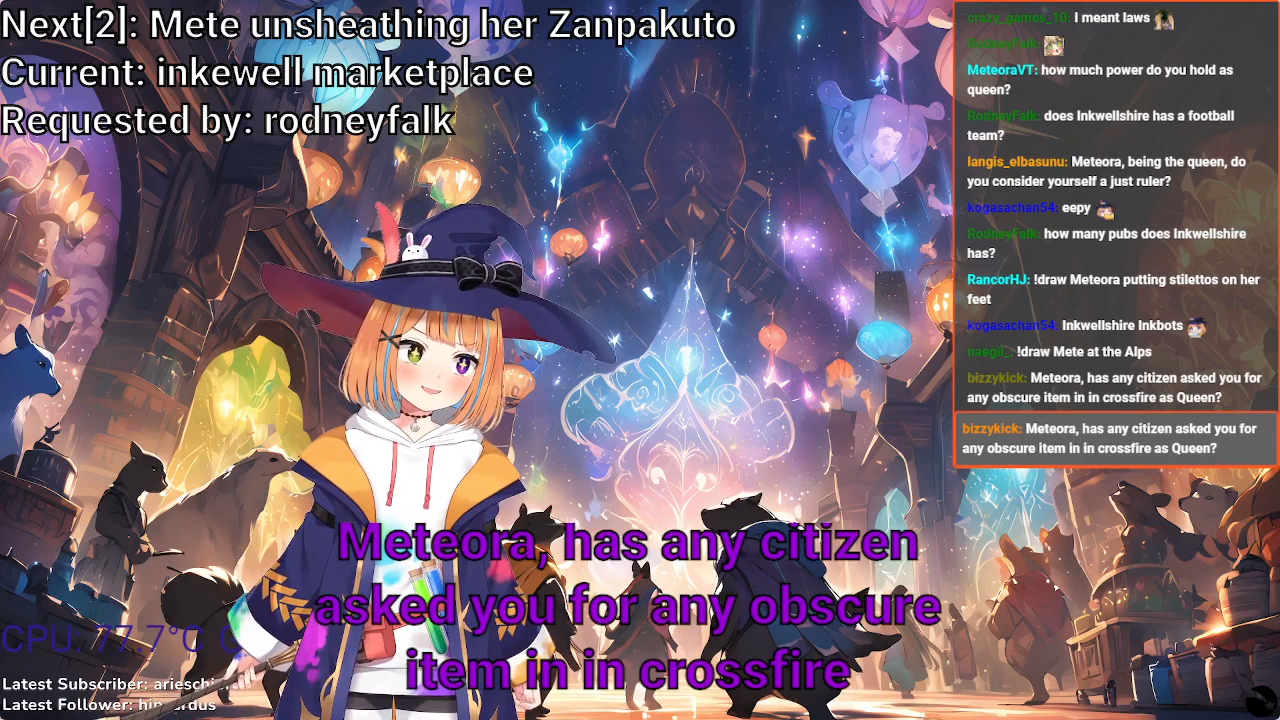 Next[2]: Mete unsheathing her Zanpakuto
Current: inkewell marketplace
Requested by: rodneyfalk
crazy_games_10: I meant laws
RodneyFalk:
MeteoraVT: how much power do you hold as
queen?
RodneyFalk: does Inkwellshire has a football
team?
langis_elbasunu: Meteora, being the queen, do
you consider yourself a just ruler?
kogasachan54: eepy
RodneyFalk: how many pubs does Inkwellshire
has?
RancorHJ: !draw Meteora putting stilettos on her
feet
kogasachan54: Inkwellshire Inkbots
!draw Mete at the Alps
bizzykick: Meteora, has any citizen asked you for
any obscure item in in crossfire as Queen?
bizzykick: Meteora, has any citizen asked you for
any obscure item in in crossfire as Queen?
Meteora, has any citizen
asked you for any obscure
item in in crossfire
CPU: 77.7°C
Latest Subscriber: arieschi
Latest Follower: